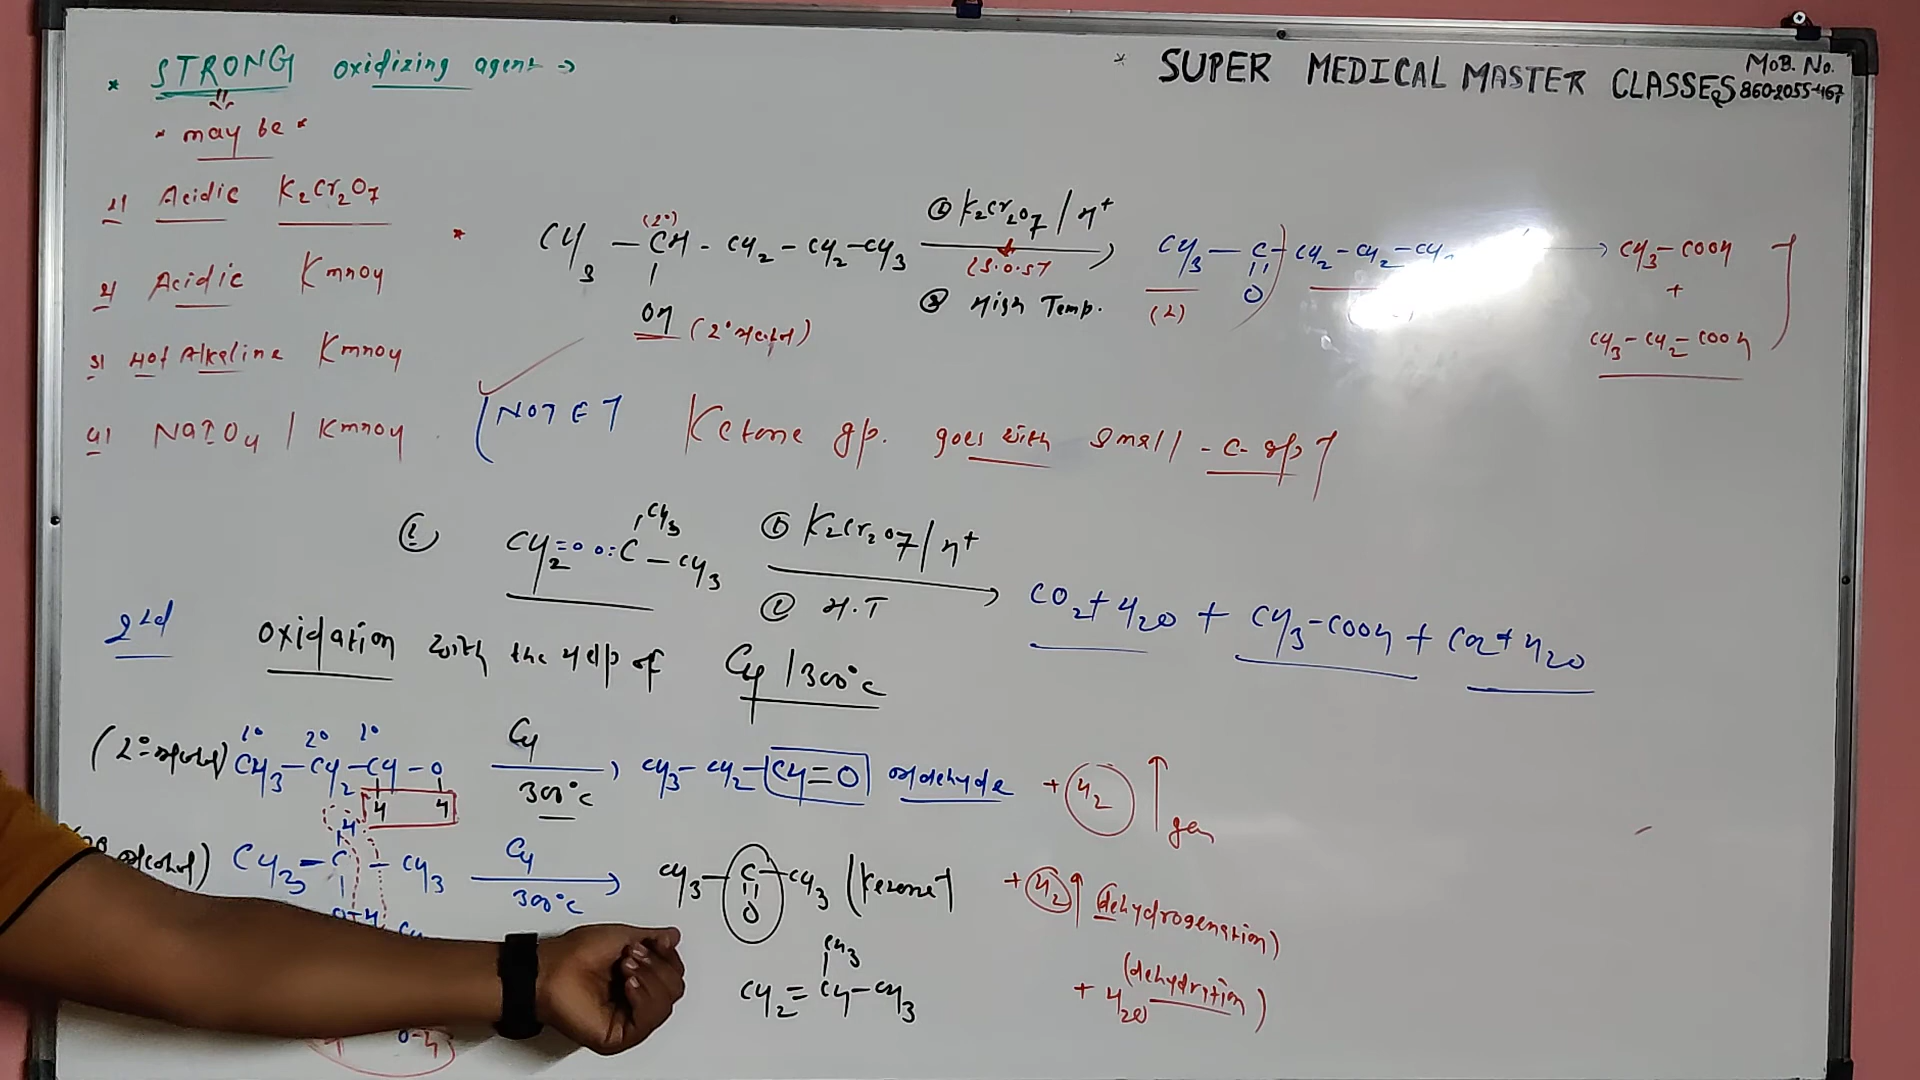 * STRONG oxidizing agent →
* SUPER MEDICAL MASTER CLASSES
MOB. No.
860-2055-467
* may be *
1) Acidic K2Cr2O7
2) Acidic KMnO4
3) Hot Alkaline KMnO4
4) NaIO4 / KMnO4
* CH3 – CH – CH2 – CH2 – CH3
(2°)
OH (2° alcohol)
① K2Cr2O7 / H+
(S.O.S)
② High Temp.
CH3 – C – CH2 – CH2 –
O
(2)
→ CH3 – COOH
+
CH3 – CH2 – COOH
[NOTE] Ketone gp. goes with small – C – gp]
CH3
CH2 = O O = C – CH3
① K2Cr2O7 / H+
② H.T
CO2 + H2O + CH3 – COOH + CO2 + H2O
2nd oxidation with the help of Cu / 300°C
1° 2° 1°
CH3 – CH2 – CH – O
H H
Cu
300°C
CH3 – CH2 – CH = O aldehyde + H2 ↑ gas
alcohol) CH3 – C – CH3
H
O – H
Cu
300°C
CH3 – C – CH3 (Ketone)
O
+ H2 ↑ dehydrogenation)
CH3
CH2 = CH – CH3
+ H2O (dehydration)
O – H